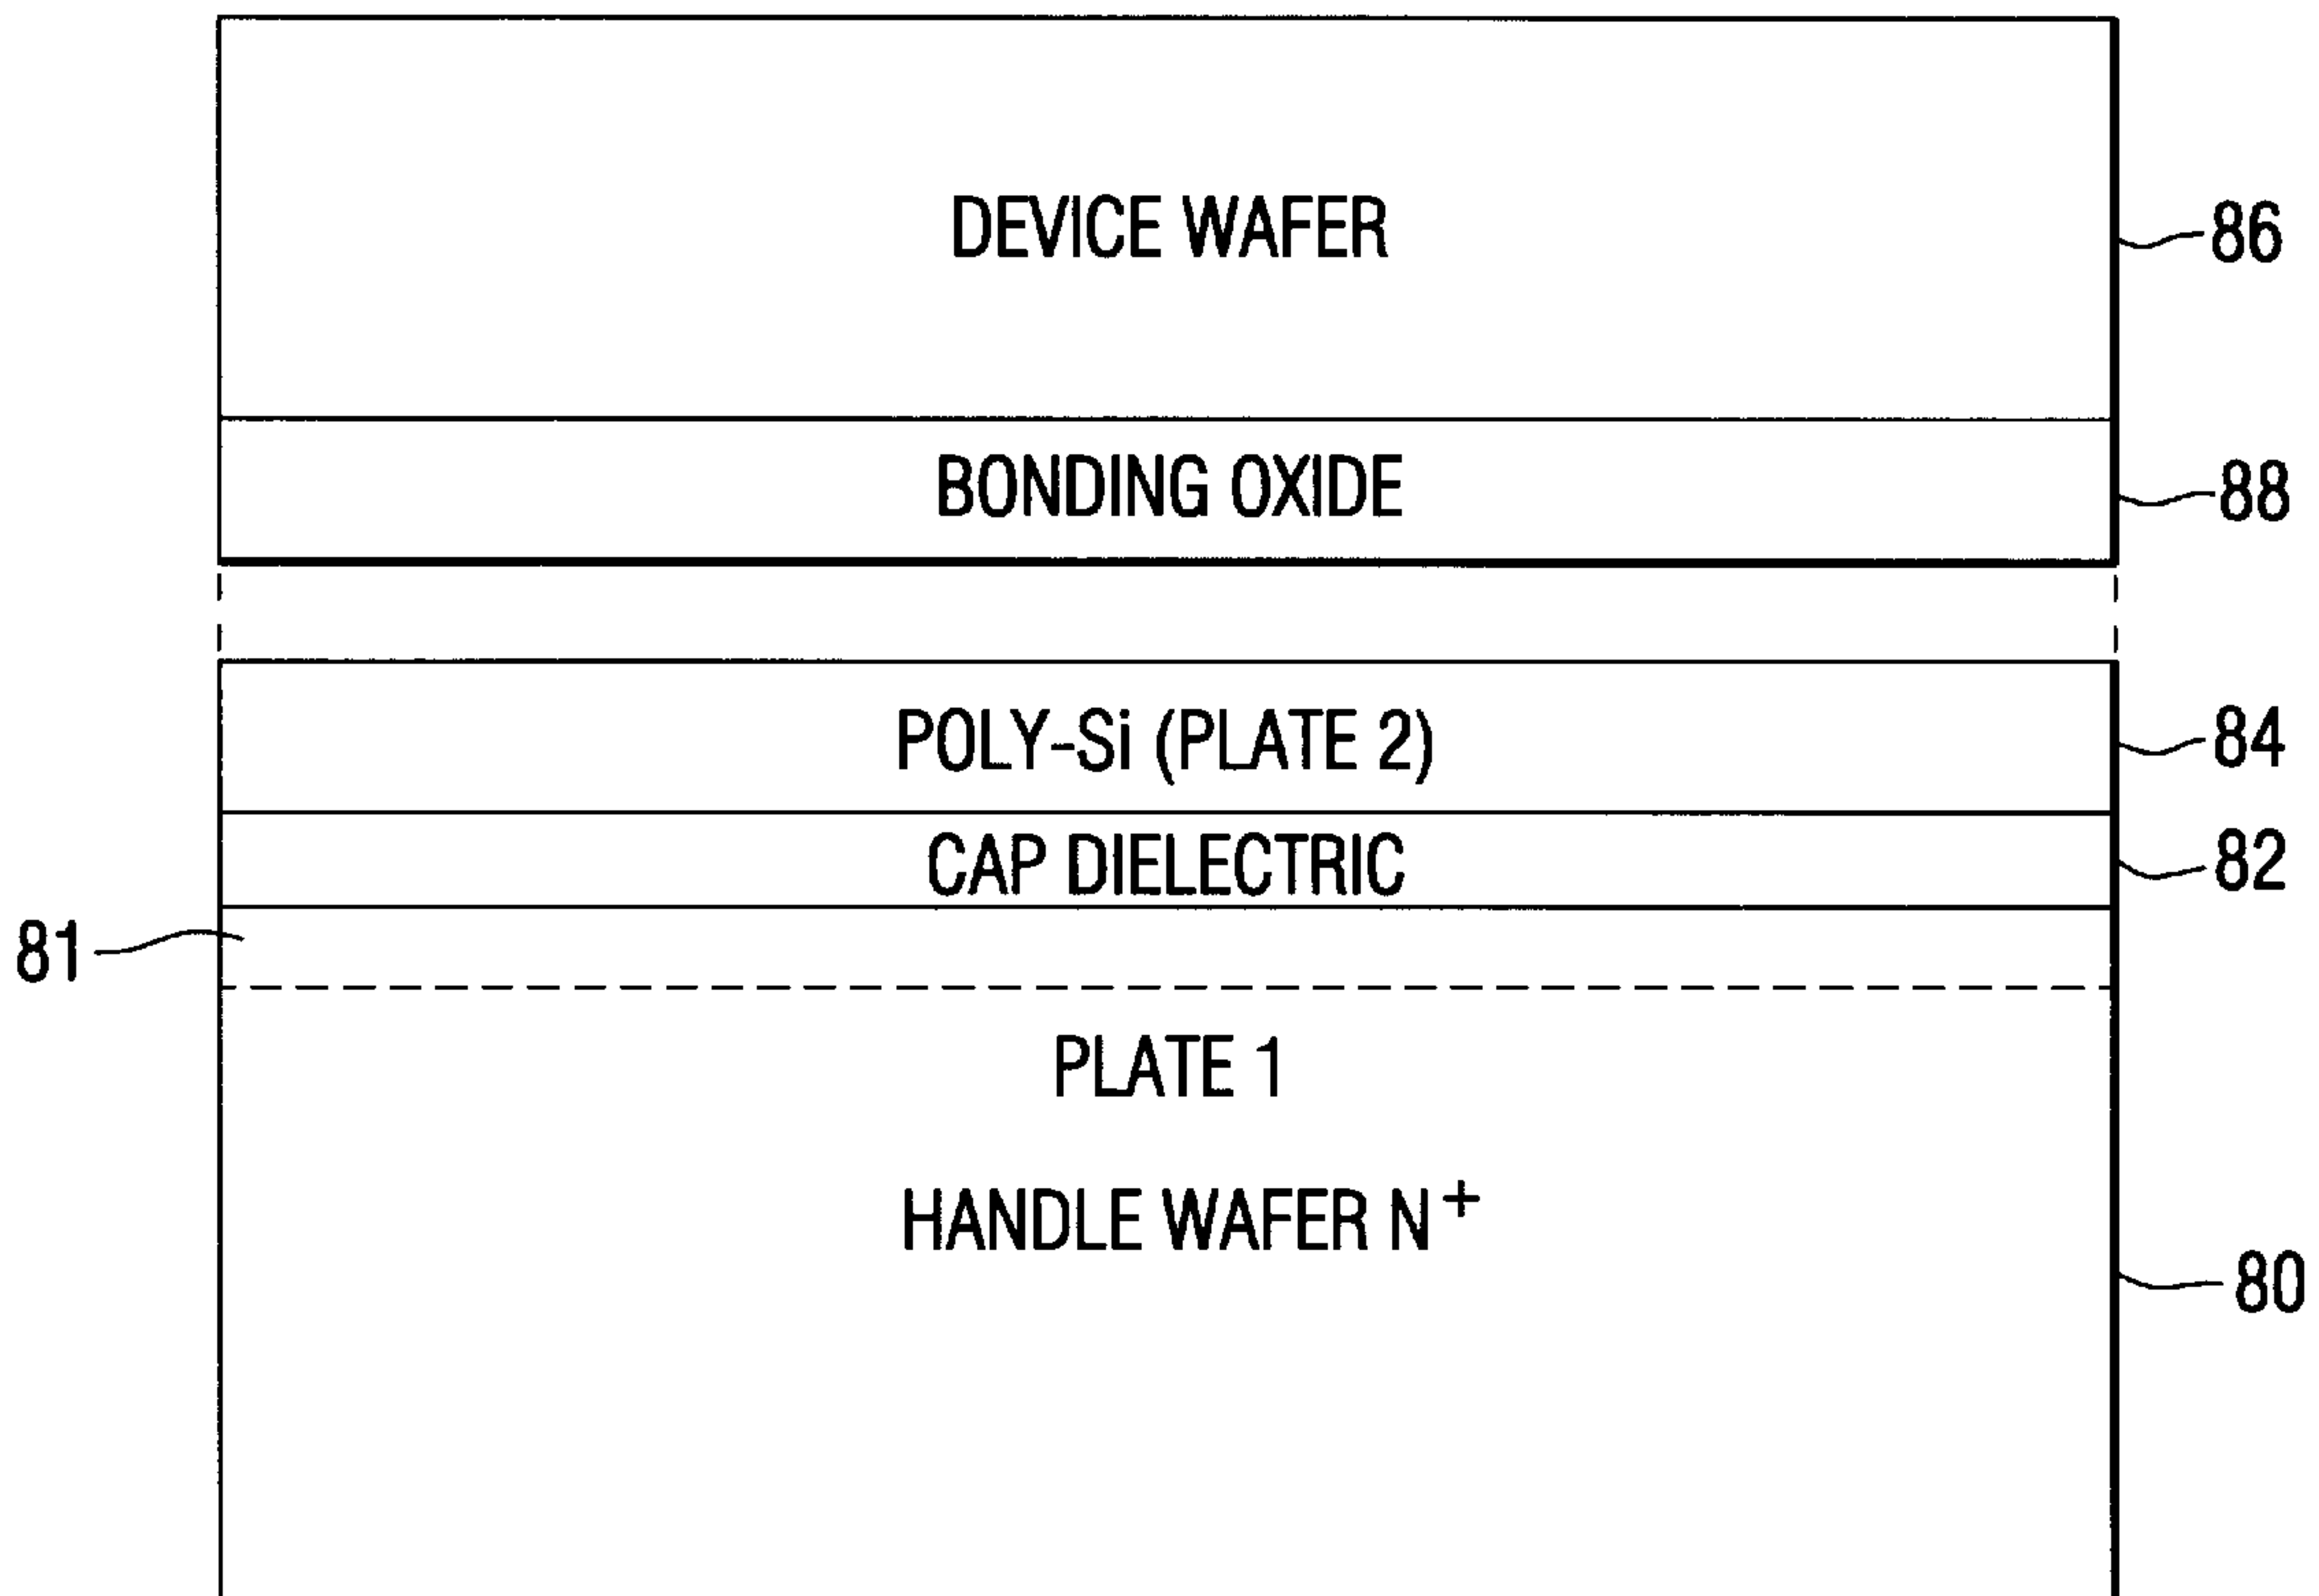 DEVICE WAFER
86
BONDING OXIDE
88
POLY-Si (PLATE 2)
84
CAP DIELECTRIC
82
81
PLATE 1
HANDLE WAFER N+
80